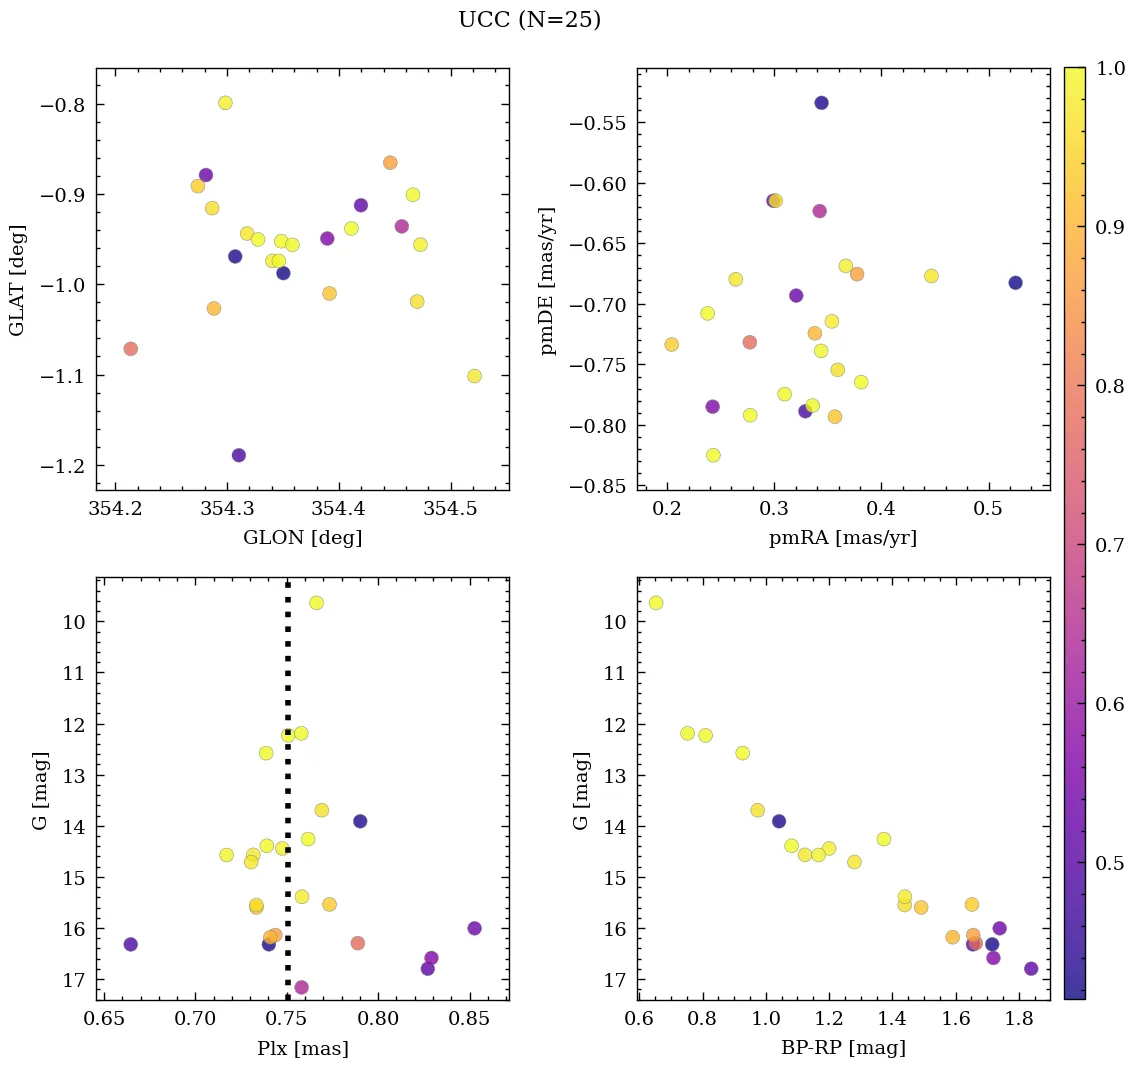 UCC (N=25)
−0.8
−0.9
−1.0
−1.1
−1.2
GLAT [deg]
354.2 354.3 354.4 354.5
GLON [deg]
−0.55
−0.60
−0.65
−0.70
−0.75
−0.80
−0.85
pmDE [mas/yr]
0.2 0.3 0.4 0.5
pmRA [mas/yr]
10
11
12
13
14
15
16
17
G [mag]
0.65 0.70 0.75 0.80 0.85
Plx [mas]
10
11
12
13
14
15
16
17
G [mag]
0.6 0.8 1.0 1.2 1.4 1.6 1.8
BP-RP [mag]
1.0
0.9
0.8
0.7
0.6
0.5